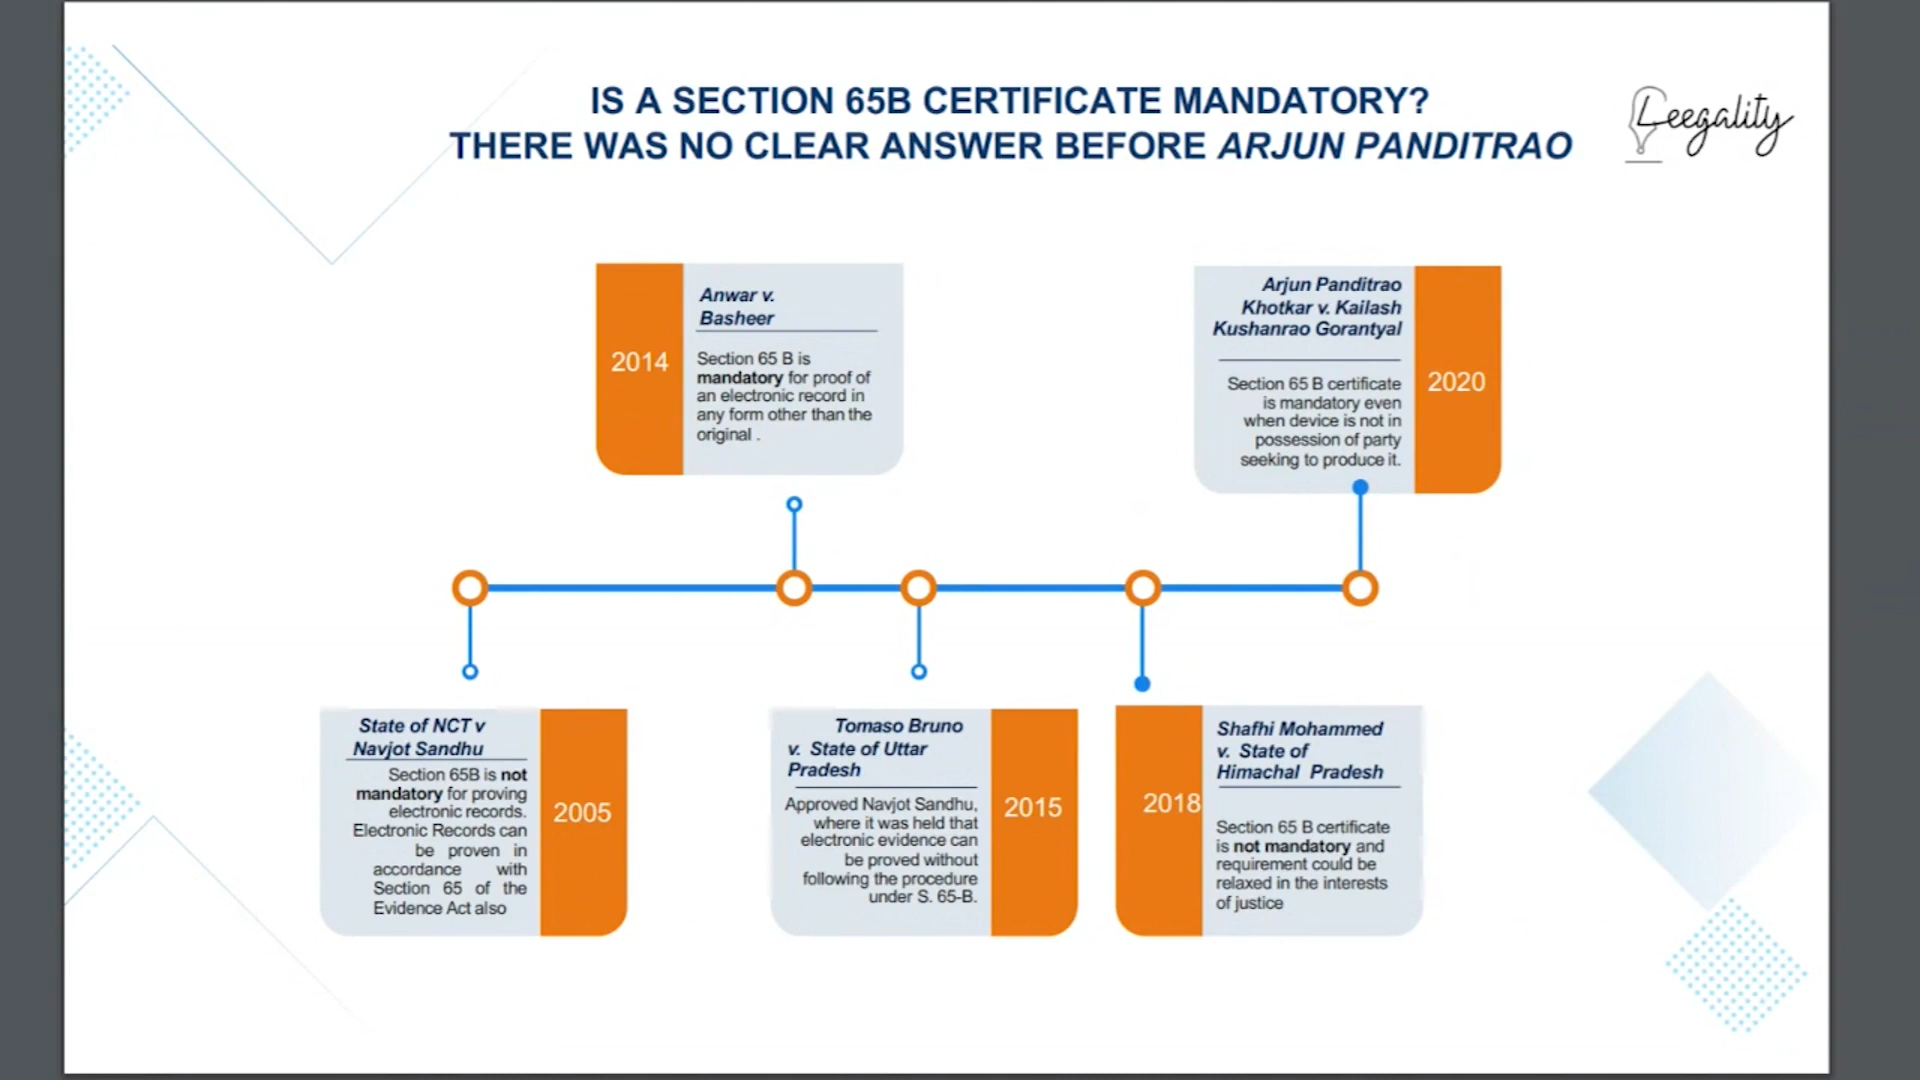 IS A SECTION 65B CERTIFICATE MANDATORY?
THERE WAS NO CLEAR ANSWER BEFORE ARJUN PANDITRAO
Leegality
2014
Anwar v.
Basheer
Section 65 B is
mandatory for proof of
an electronic record in
any form other than the
original .
Arjun Panditrao
Khotkar v. Kailash
Kushanrao Gorantyal
Section 65 B certificate
is mandatory even
when device is not in
possession of party
seeking to produce it.
2020
State of NCT v
Navjot Sandhu
Section 65B is not
mandatory for proving
electronic records.
Electronic Records can
be proven in
accordance with
Section 65 of the
Evidence Act also
2005
Tomaso Bruno
v. State of Uttar
Pradesh
Approved Navjot Sandhu,
where it was held that
electronic evidence can
be proved without
following the procedure
under S. 65-B.
2015
2018
Shafhi Mohammed
v. State of
Himachal Pradesh
Section 65 B certificate
is not mandatory and
requirement could be
relaxed in the interests
of justice